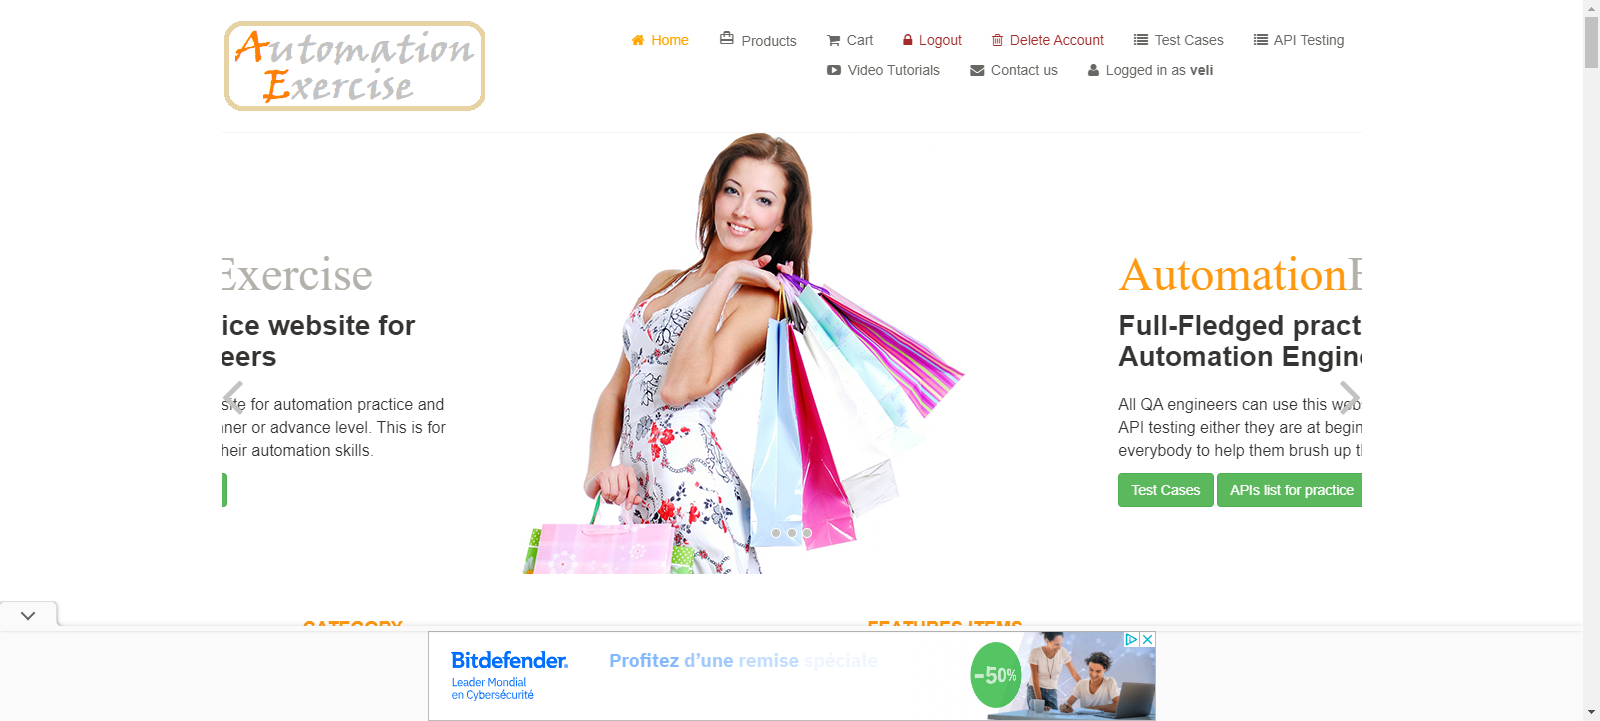 Automation
Exercise
Home
Products
Cart
Logout
Delete Account
Test Cases
API Testing
Video Tutorials
Contact us
Logged in as veli
Exercise
ice website for
eers
site for automation practice and
ner or advance level. This is for
heir automation skills.
Automation
Full-Fledged pract
Automation Engin
All QA engineers can use this
API testing either they are at begin
everybody to help them brush up
Test Cases
APIs list for practice
CATEGORY
FEATURES ITEMS
Bitdefender
Leader Mondial
en Cybersécurité
Profitez d'une remise spéciale
-50%